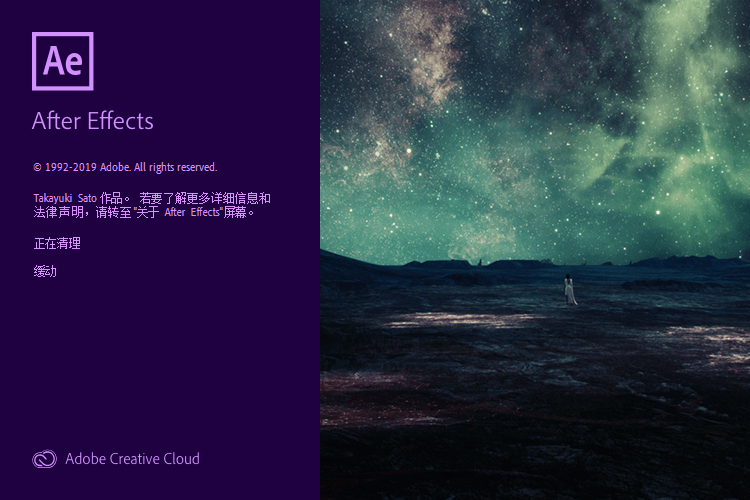 Ae
After Effects
© 1992-2019 Adobe. All rights reserved.
Takayuki Sato 作品。 若要了解更多详细信息和
法律声明，请转至"关于 After Effects"屏幕。
正在清理
缓动
Adobe Creative Cloud